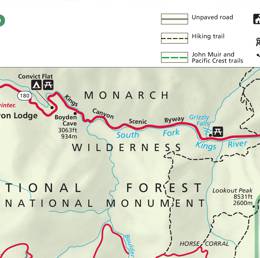 Unpaved road
Hiking trail
John Muir and
Pacific Crest trails
Convict Flat
180
winter.
on Lodge
Kings Canyon Scenic Byway
MONARCH
Boyden
Cave
3063ft
934m
Grizzly
Falls
South Fork Kings River
WILDERNESS
TIONAL FOREST
NATIONAL MONUMENT
Lookout Peak
8531ft
2600m
Boulder
HORSE CORRAL